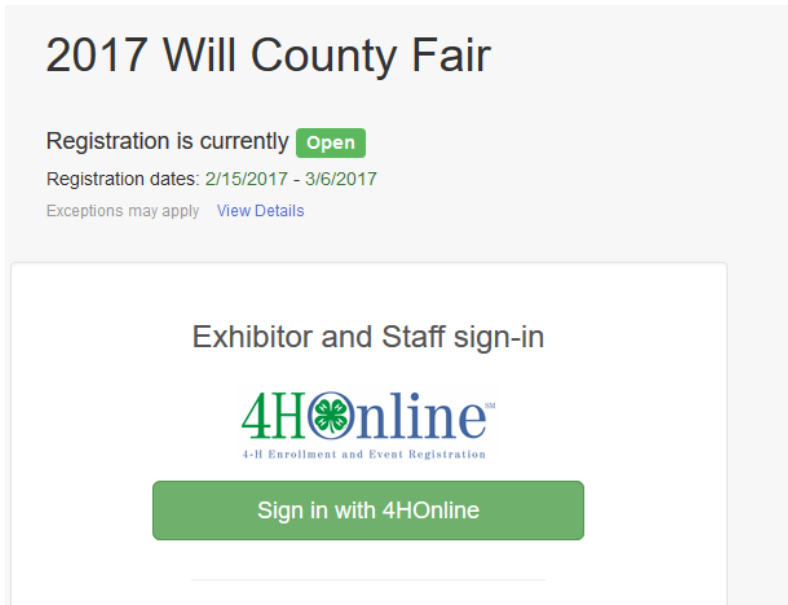 2017 Will County Fair
Registration is currently Open
Registration dates: 2/15/2017 - 3/6/2017
Exceptions may apply View Details
Exhibitor and Staff sign-in
4HOnline SM
4-H Enrollment and Event Registration
Sign in with 4HOnline